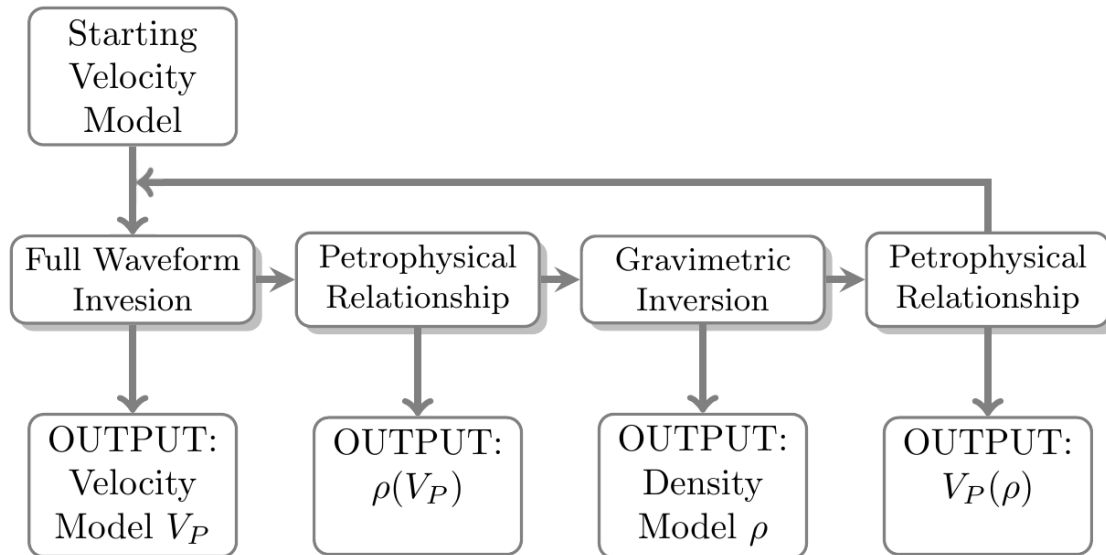 Starting
Velocity
Model
Full Waveform
Invesion
Petrophysical
Relationship
Gravimetric
Inversion
Petrophysical
Relationship
OUTPUT:
Velocity
Model V_P
OUTPUT:
ρ(V_P)
OUTPUT:
Density
Model ρ
OUTPUT:
V_P(ρ)